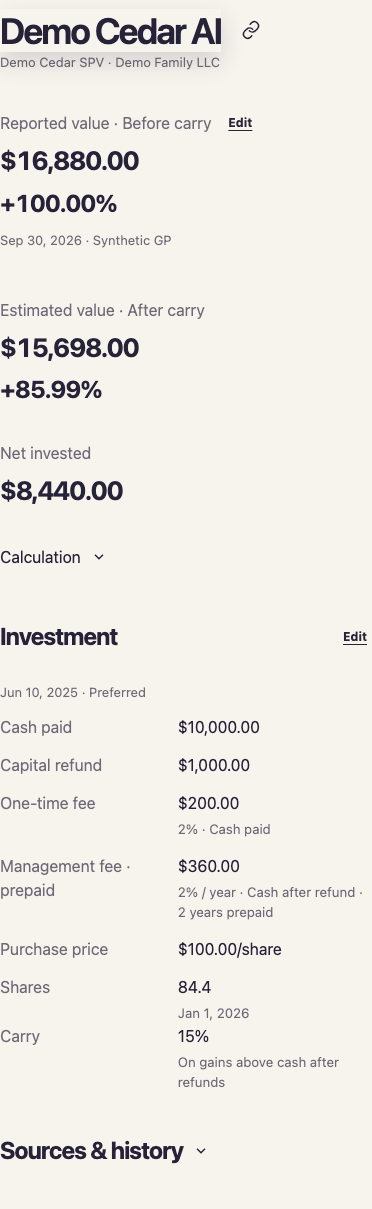 Demo Cedar AI
Demo Cedar SPV · Demo Family LLC
Reported value · Before carry Edit
$16,880.00
+100.00%
Sep 30, 2026 · Synthetic GP
Estimated value · After carry
$15,698.00
+85.99%
Net invested
$8,440.00
Calculation
Investment Edit
Jun 10, 2025 · Preferred
Cash paid $10,000.00
Capital refund $1,000.00
One-time fee $200.00
2% · Cash paid
Management fee · prepaid $360.00
2% / year · Cash after refund ·
2 years prepaid
Purchase price $100.00/share
Shares 84.4
Jan 1, 2026
Carry 15%
On gains above cash after
refunds
Sources & history